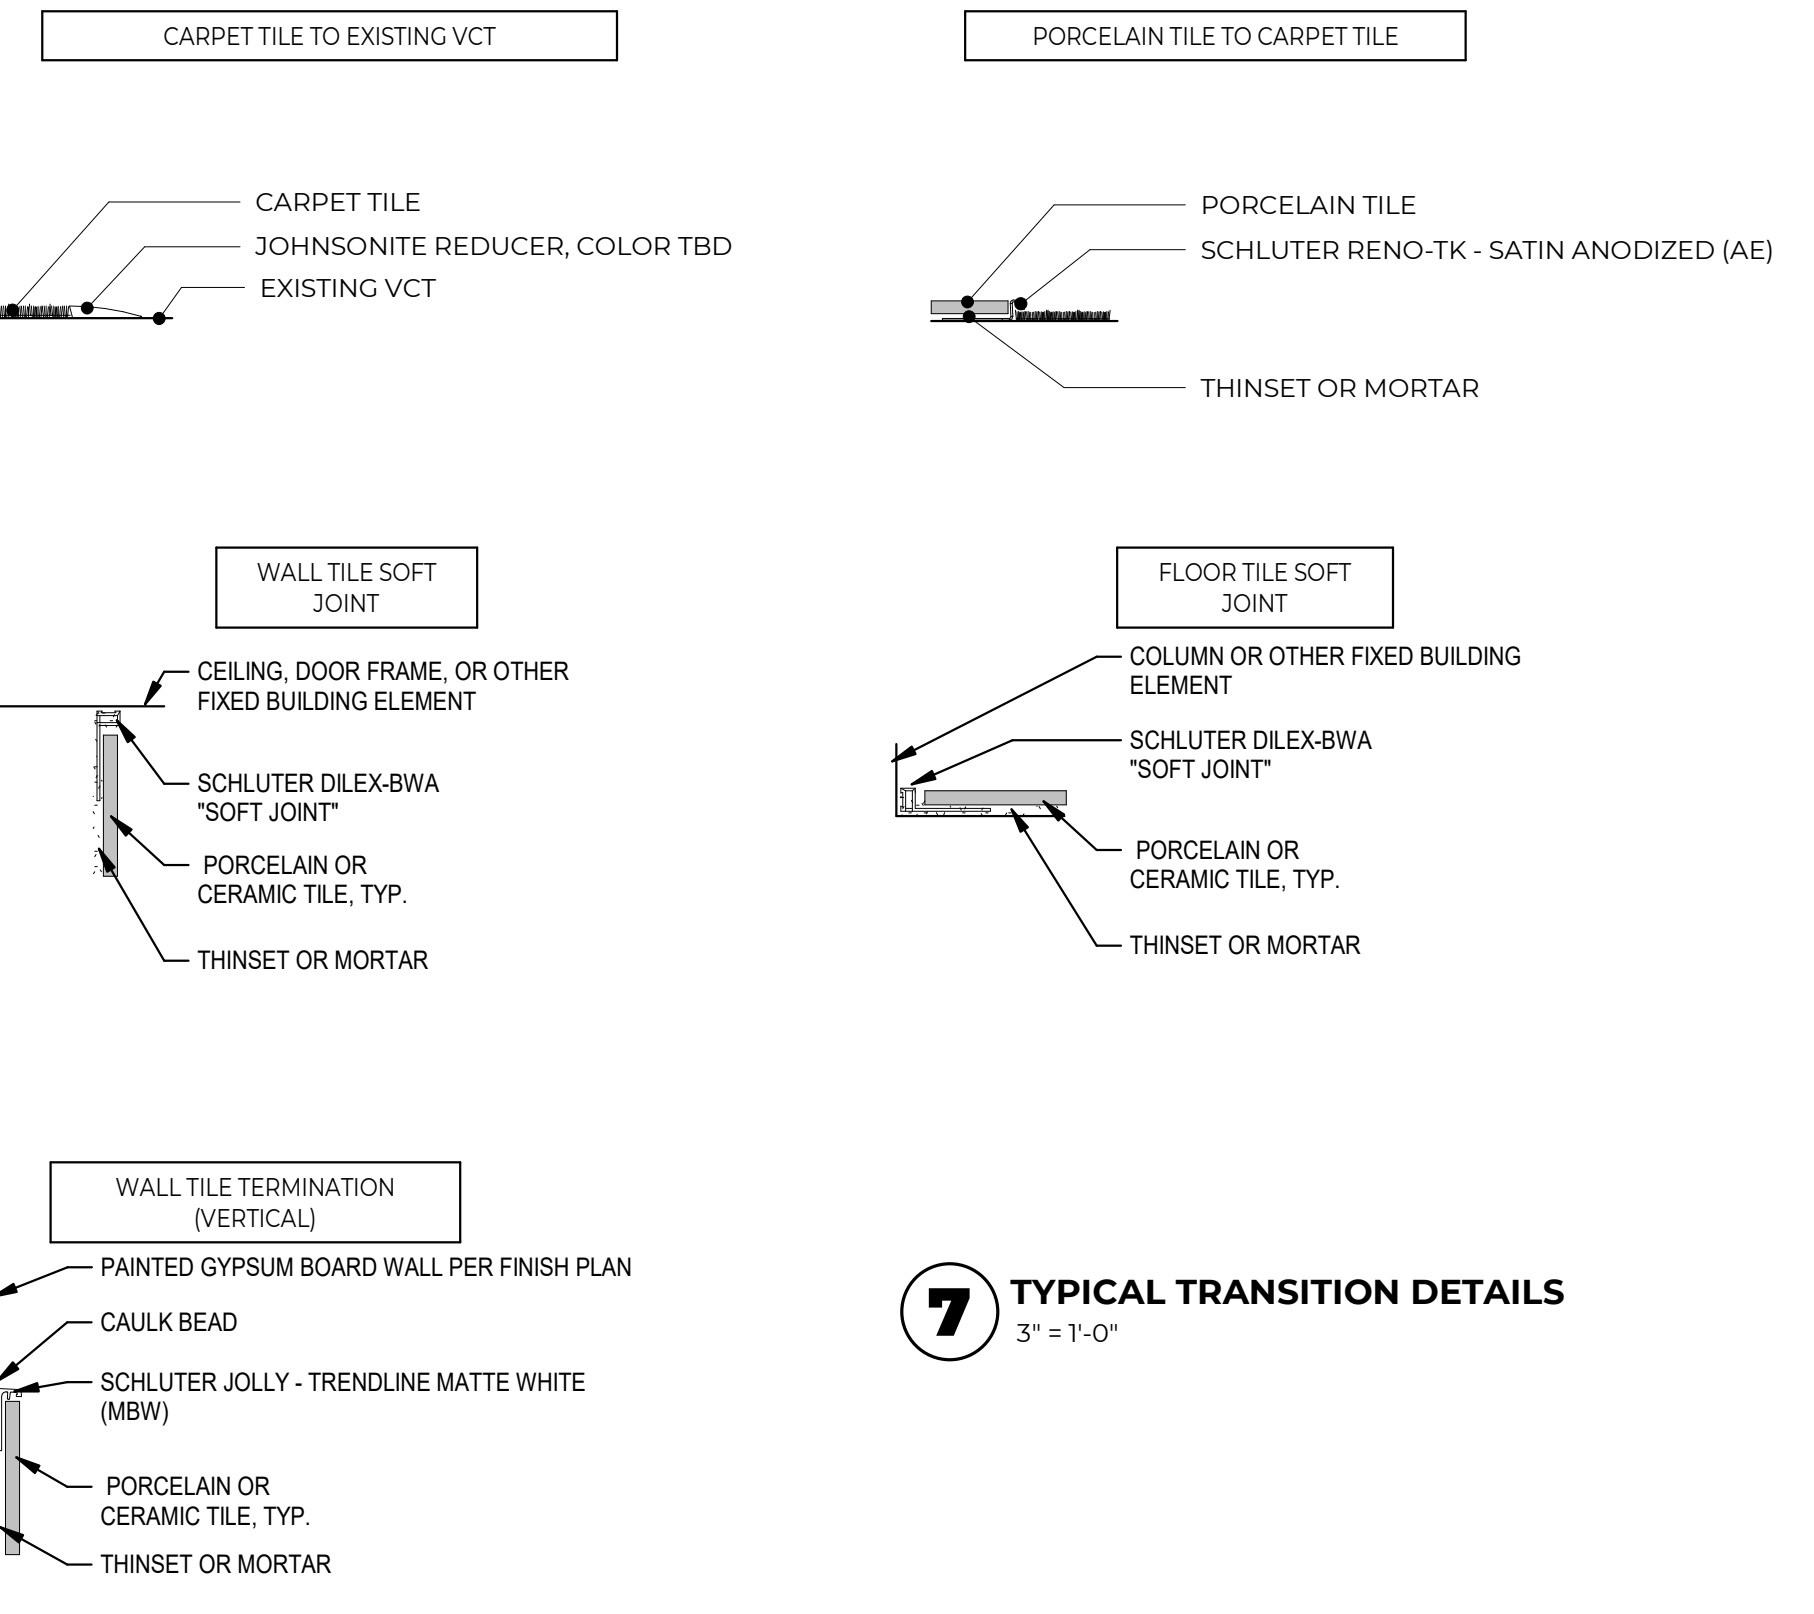 CARPET TILE TO EXISTING VCT
CARPET TILE
JOHNSONITE REDUCER, COLOR TBD
EXISTING VCT
PORCELAIN TILE TO CARPET TILE
PORCELAIN TILE
SCHLUTER RENO-TK - SATIN ANODIZED (AE)
THINSET OR MORTAR
WALL TILE SOFT
JOINT
CEILING, DOOR FRAME, OR OTHER
FIXED BUILDING ELEMENT
SCHLUTER DILEX-BWA
"SOFT JOINT"
PORCELAIN OR
CERAMIC TILE, TYP.
THINSET OR MORTAR
FLOOR TILE SOFT
JOINT
COLUMN OR OTHER FIXED BUILDING
ELEMENT
SCHLUTER DILEX-BWA
"SOFT JOINT"
PORCELAIN OR
CERAMIC TILE, TYP.
THINSET OR MORTAR
WALL TILE TERMINATION
(VERTICAL)
PAINTED GYPSUM BOARD WALL PER FINISH PLAN
CAULK BEAD
SCHLUTER JOLLY - TRENDLINE MATTE WHITE
(MBW)
PORCELAIN OR
CERAMIC TILE, TYP.
THINSET OR MORTAR
7 TYPICAL TRANSITION DETAILS
3" = 1'-0"